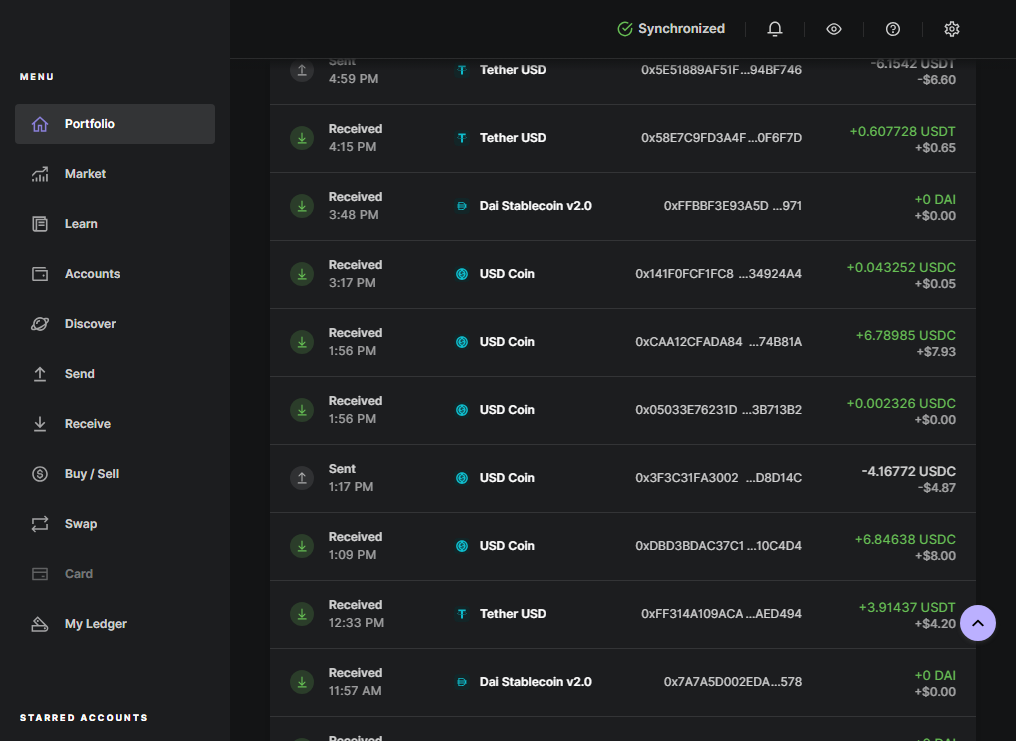 Synchronized
MENU
Portfolio
Market
Learn
Accounts
Discover
Send
Receive
Buy / Sell
Swap
Card
My Ledger
STARRED ACCOUNTS
Sent
4:59 PM
Tether USD
0x5E51889AF51F...94BF746
-6.1542 USDT
-$6.60
Received
4:15 PM
Tether USD
0x58E7C9FD3A4F...0F6F7D
+0.607728 USDT
+$0.65
Received
3:48 PM
Dai Stablecoin v2.0
0xFFBBF3E93A5D ...971
+0 DAI
+$0.00
Received
3:17 PM
USD Coin
0x141F0FCF1FC8 ...34924A4
+0.043252 USDC
+$0.05
Received
1:56 PM
USD Coin
0xCAA12CFADA84 ...74B81A
+6.78985 USDC
+$7.93
Received
1:56 PM
USD Coin
0x05033E76231D ...3B713B2
+0.002326 USDC
+$0.00
Sent
1:17 PM
USD Coin
0x3F3C31FA3002 ...D8D14C
-4.16772 USDC
-$4.87
Received
1:09 PM
USD Coin
0xDBD3BDAC37C1 ...10C4D4
+6.84638 USDC
+$8.00
Received
12:33 PM
Tether USD
0xFF314A109ACA ...AED494
+3.91437 USDT
+$4.20
Received
11:57 AM
Dai Stablecoin v2.0
0x7A7A5D002EDA...578
+0 DAI
+$0.00
Received
+0 DAI